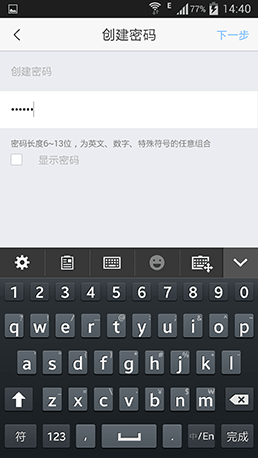 E 77% 14:40
创建密码 下一步
创建密码
••••••
密码长度6~13位，为英文、数字、特殊符号的任意组合
显示密码
1 2 3 4 5 6 7 8 9 0
q w e r t y u i o p
a s d f g h j k l
z x c v b n m
符 123 , . 中/En 完成